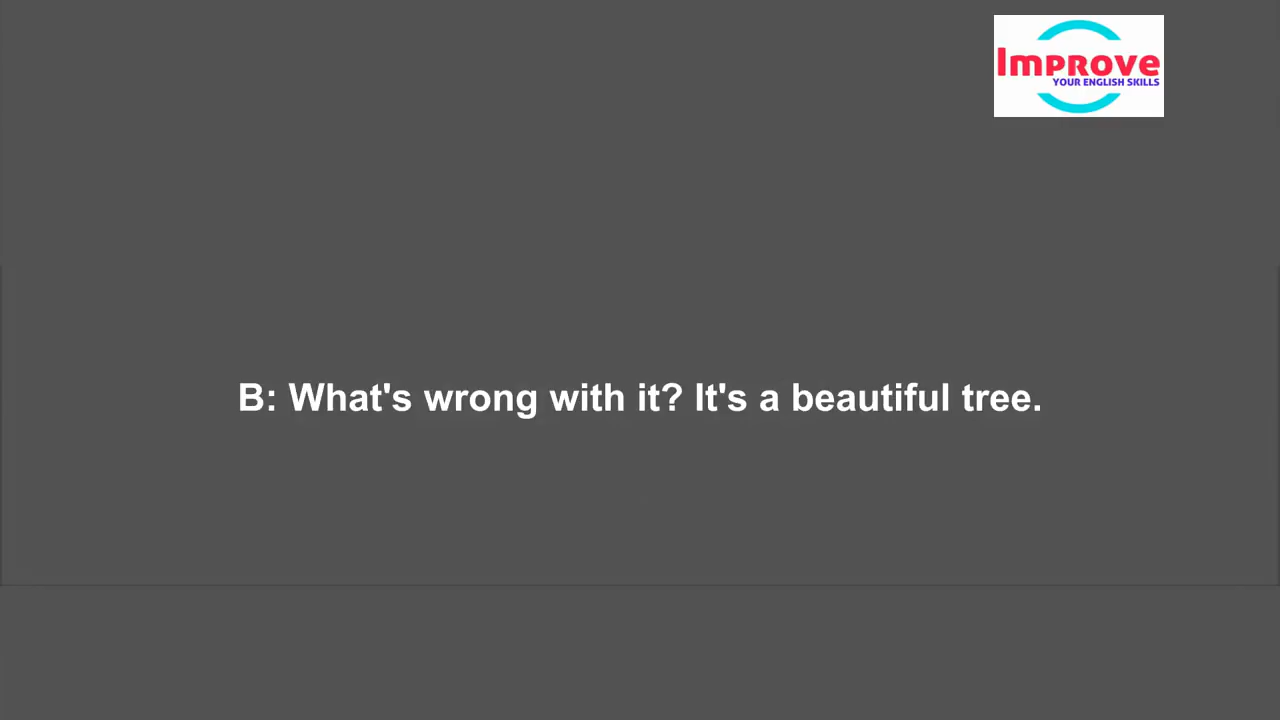 Improve
YOUR ENGLISH SKILLS
B: What's wrong with it? It's a beautiful tree.